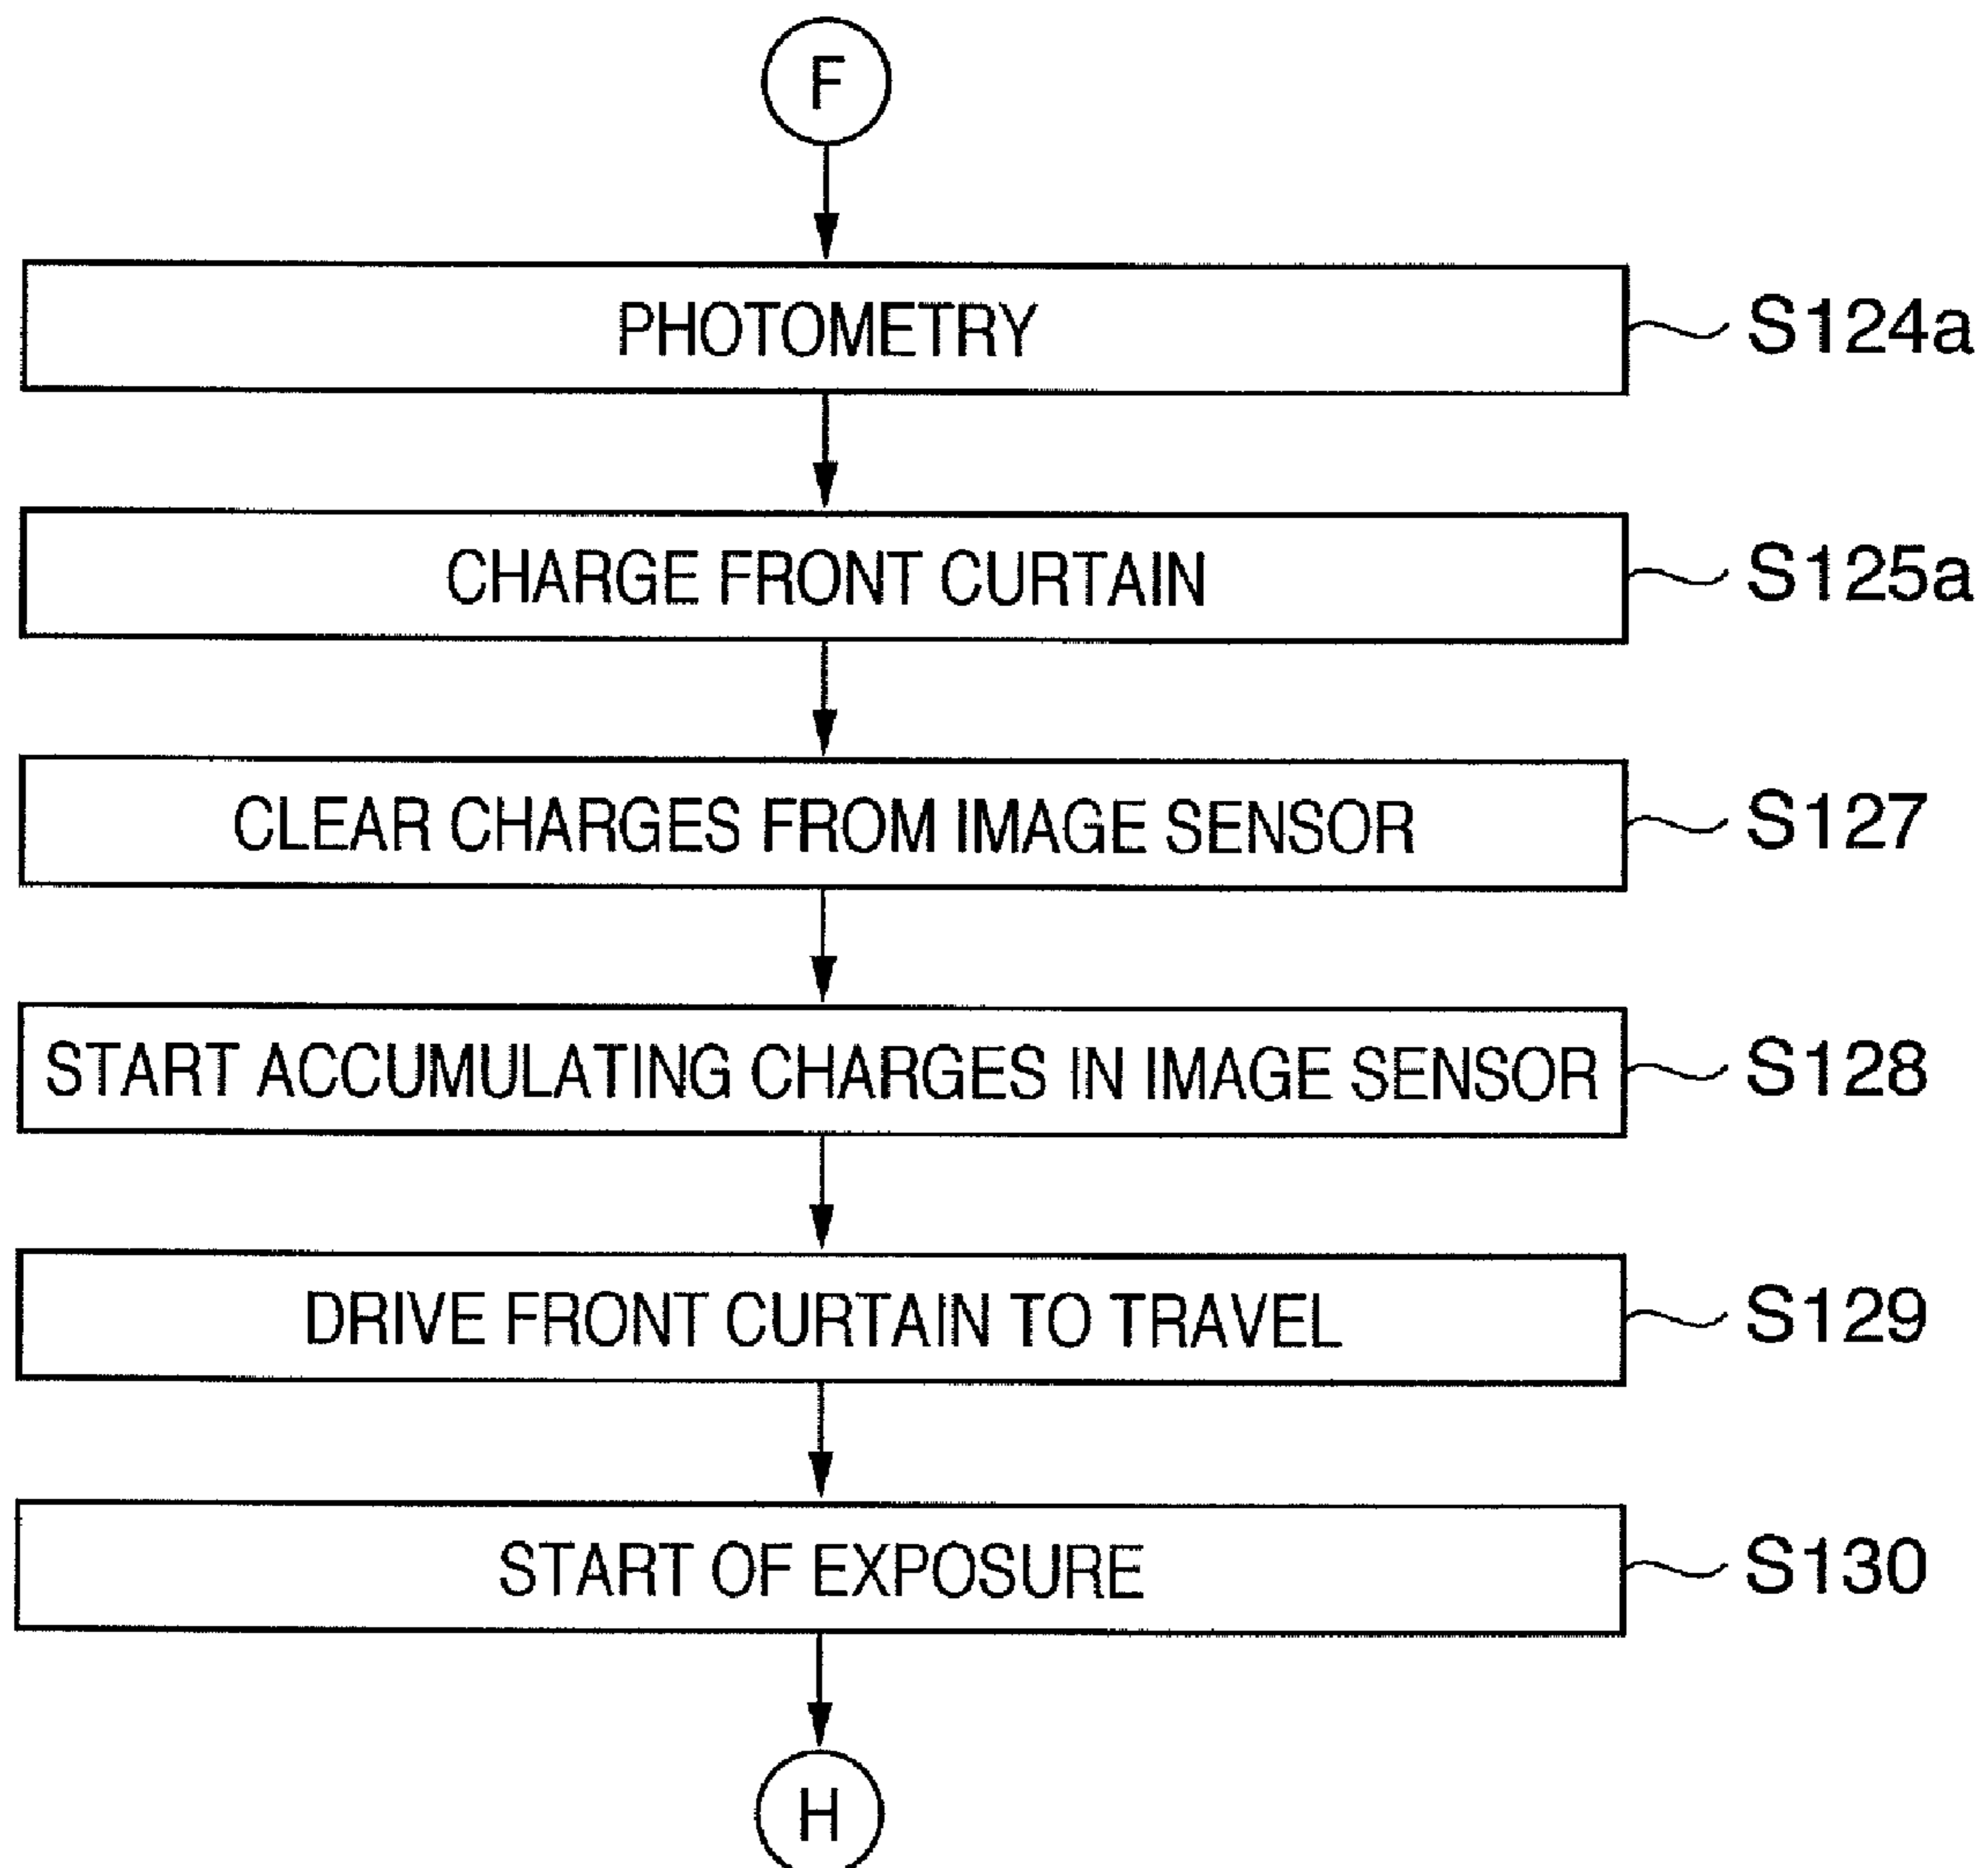 F
PHOTOMETRY S124a
CHARGE FRONT CURTAIN S125a
CLEAR CHARGES FROM IMAGE SENSOR S127
START ACCUMULATING CHARGES IN IMAGE SENSOR S128
DRIVE FRONT CURTAIN TO TRAVEL S129
START OF EXPOSURE S130
H